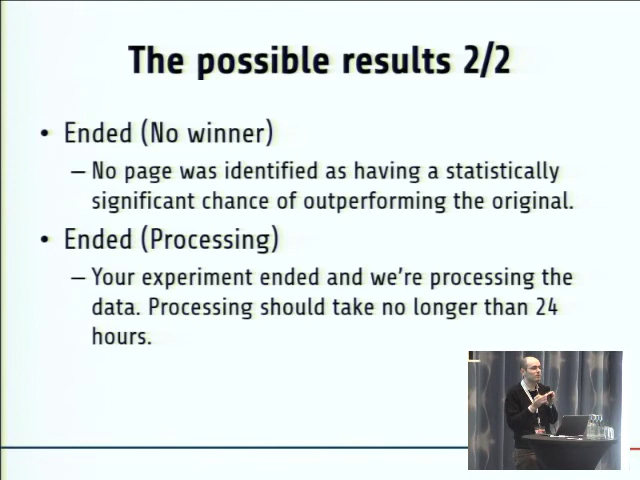 The possible results 2/2
• Ended (No winner)
– No page was identified as having a statistically
significant chance of outperforming the original.
• Ended (Processing)
– Your experiment ended and we're processing the
data. Processing should take no longer than 24
hours.